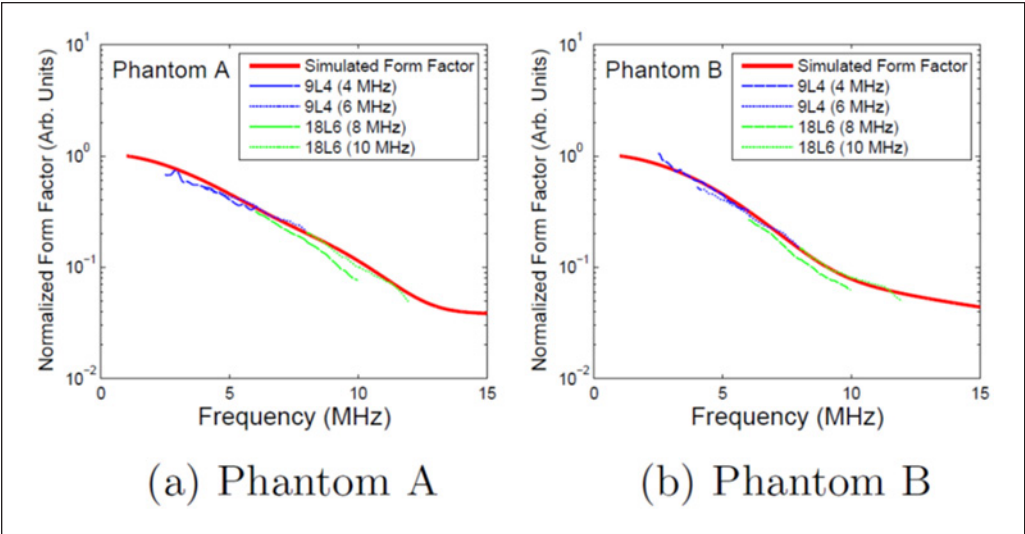 Normalized Form Factor (Arb. Units)
10^1
10^0
10^-1
10^-2
Phantom A
Simulated Form Factor
9L4 (4 MHz)
9L4 (6 MHz)
18L6 (8 MHz)
18L6 (10 MHz)
0 5 10 15
Frequency (MHz)
(a) Phantom A
Normalized Form Factor (Arb. Units)
10^1
10^0
10^-1
10^-2
Phantom B
Simulated Form Factor
9L4 (4 MHz)
9L4 (6 MHz)
18L6 (8 MHz)
18L6 (10 MHz)
0 5 10 15
Frequency (MHz)
(b) Phantom B